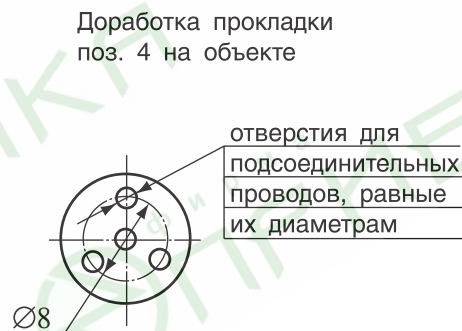 Доработка прокладки
поз. 4 на объекте
отверстия для
подсоединительных
проводов, равные
их диаметрам
∅8